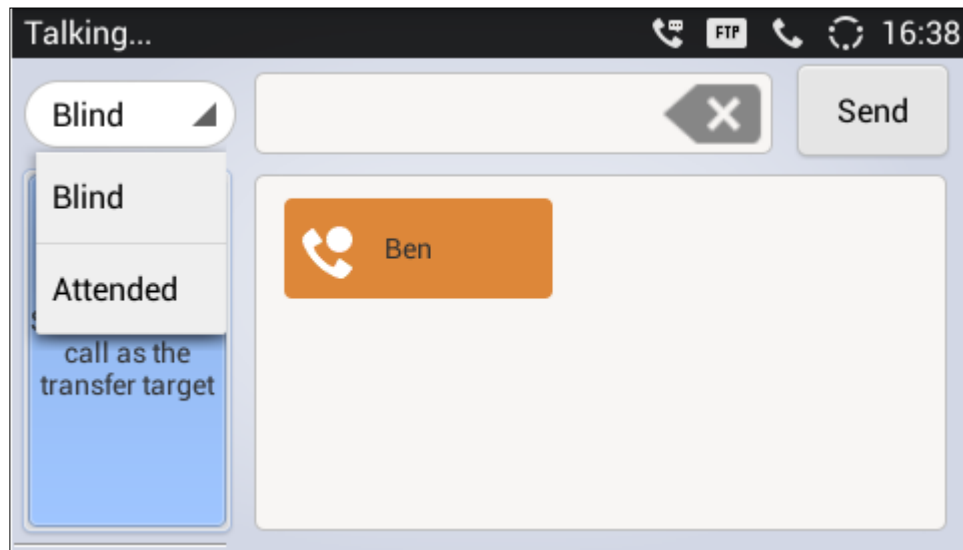 Talking...
FTP
16:38
Blind
Send
Blind
Ben
Attended
call as the
transfer target